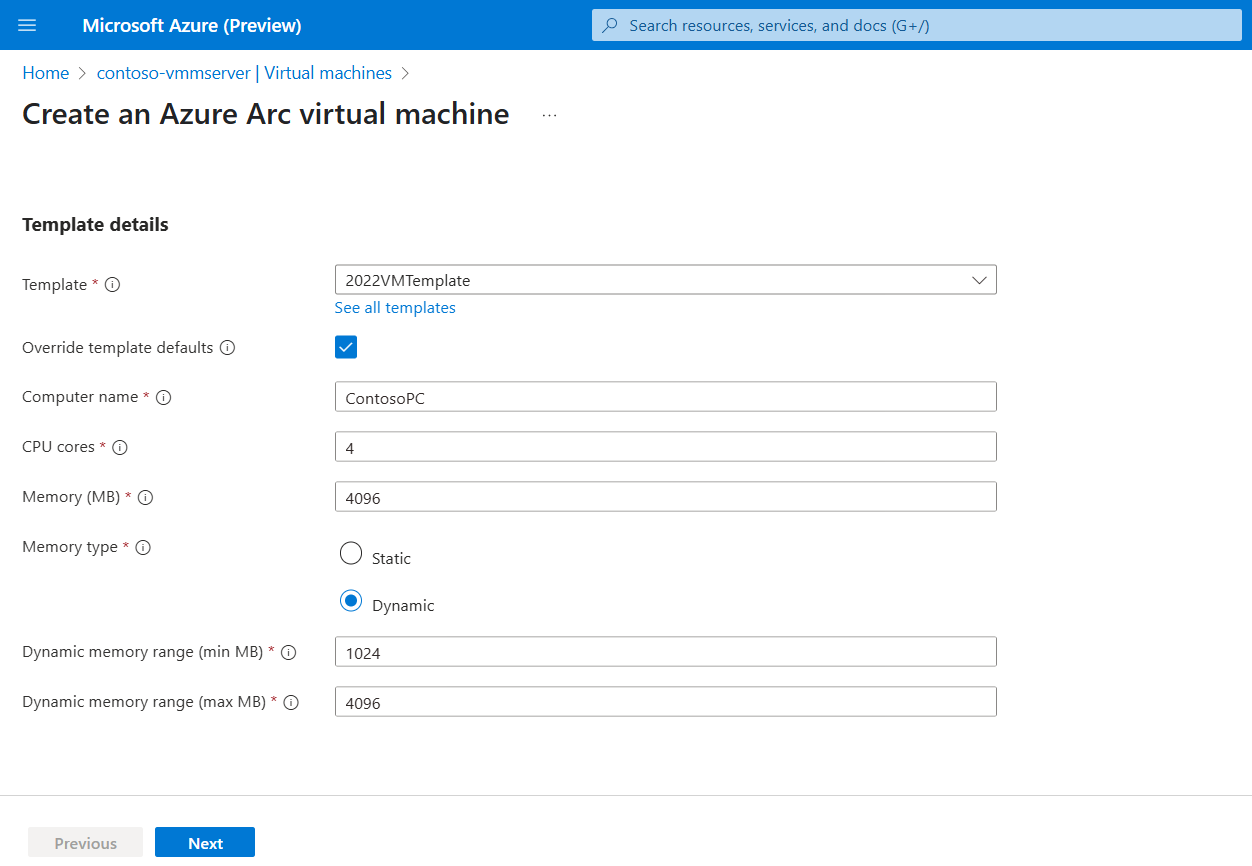 Microsoft Azure (Preview)
Search resources, services, and docs (G+/)
Home > contoso-vmmserver | Virtual machines >
Create an Azure Arc virtual machine ...
Template details
Template *
2022VMTemplate
See all templates
Override template defaults
Computer name *
ContosoPC
CPU cores *
4
Memory (MB) *
4096
Memory type *
Static
Dynamic
Dynamic memory range (min MB) *
1024
Dynamic memory range (max MB) *
4096
Previous
Next